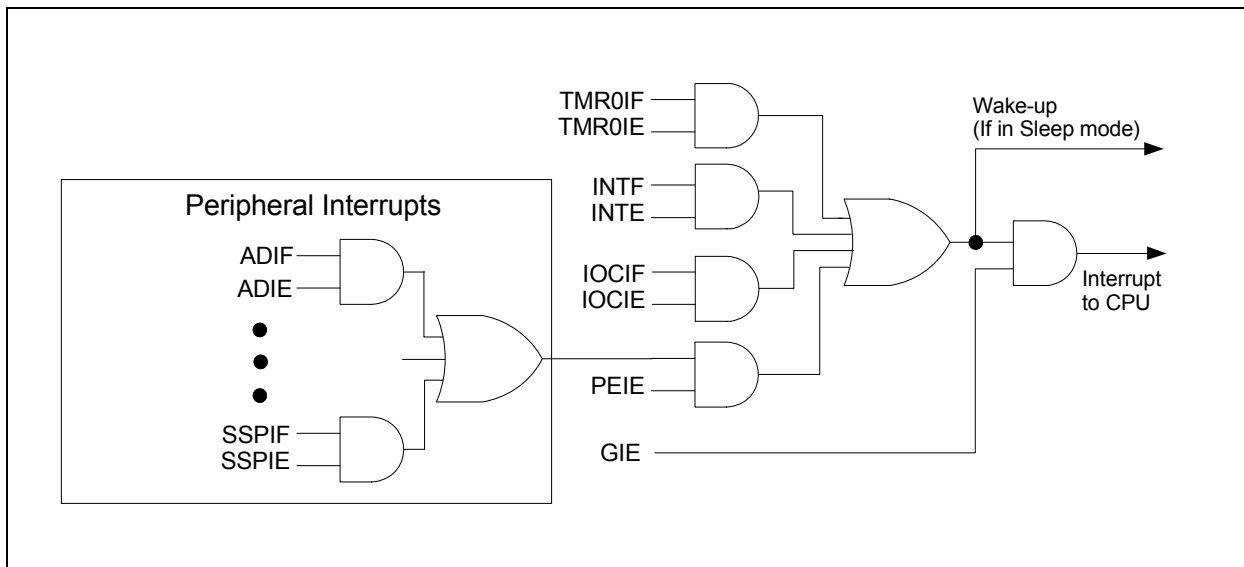 TMR0IF
TMR0IE
Wake-up
(If in Sleep mode)
INTF
INTE
Peripheral Interrupts
ADIF
ADIE
IOCIF
IOCIE
Interrupt
to CPU
PEIE
SSPIF
SSPIE
GIE